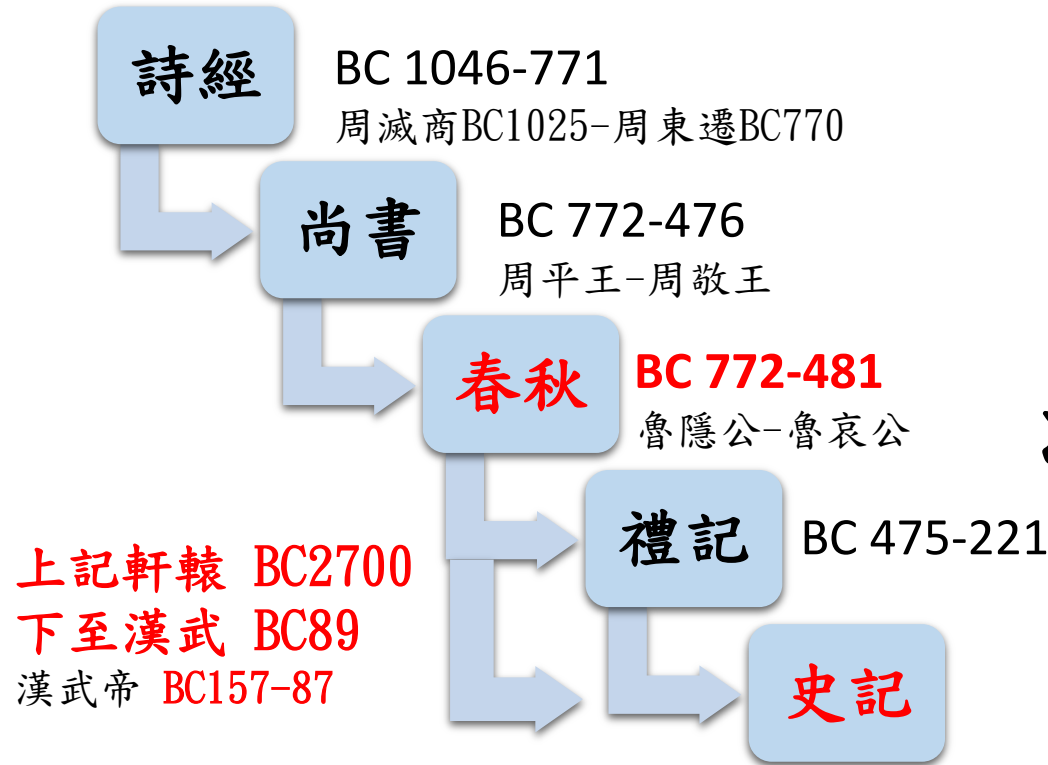 詩經
BC 1046-771
周滅商BC1025-周東遷BC770
尚書
BC 772-476
周平王-周敬王
春秋
BC 772-481
魯隱公-魯哀公
禮記
BC 475-221
上記軒轅 BC2700
下至漢武 BC89
漢武帝 BC157-87
史記